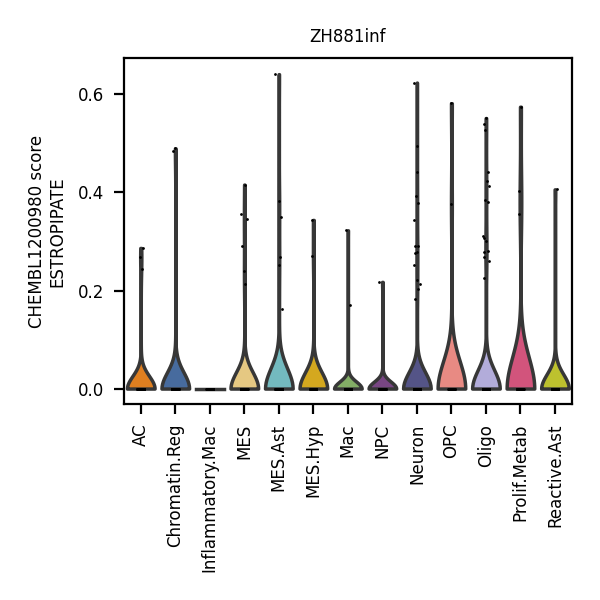 ZH881inf
CHEMBL1200980 score
ESTROPIPATE
0.6
0.4
0.2
0.0
AC
Chromatin.Reg
Inflammatory.Mac
MES
MES.Ast
MES.Hyp
Mac
NPC
Neuron
OPC
Oligo
Prolif.Metab
Reactive.Ast